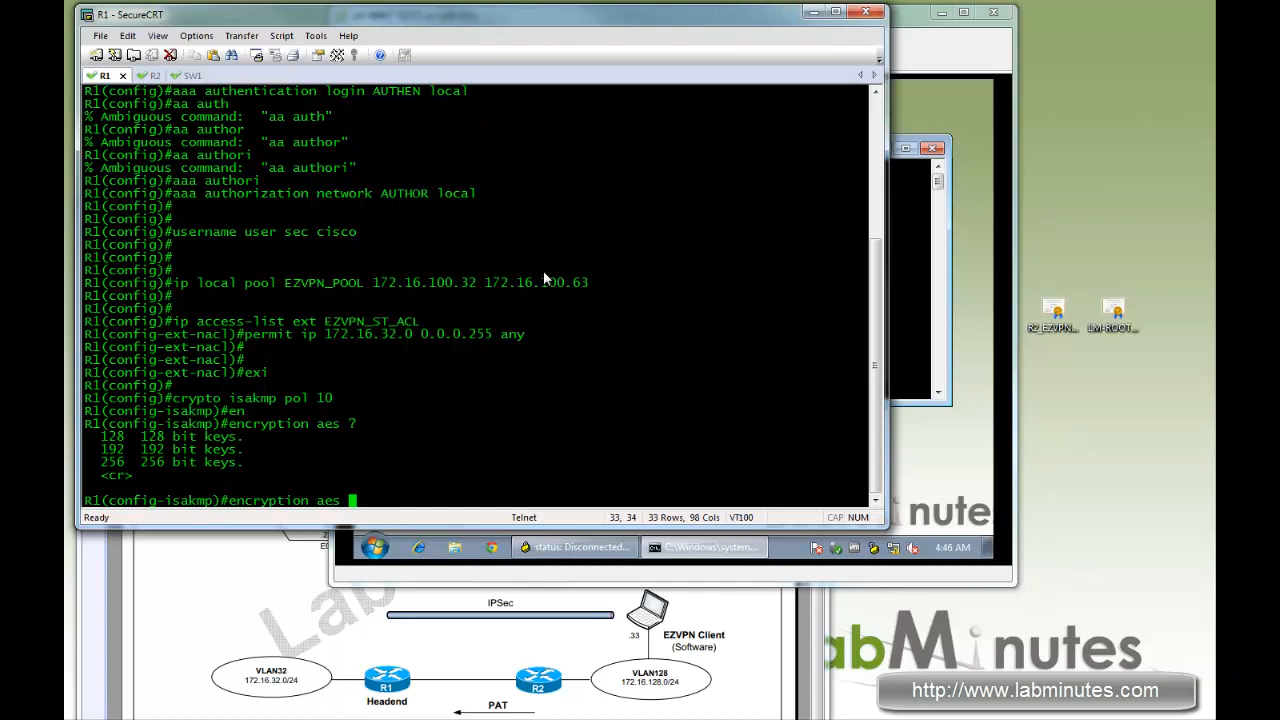 R1 - SecureCRT
File Edit View Options Transfer Script Tools Help
R1 R2 SW1
R1(config)#aaa authentication login AUTHEN local
R1(config)#aa auth
% Ambiguous command:  "aa auth"
R1(config)#aa author
% Ambiguous command:  "aa author"
R1(config)#aa authori
% Ambiguous command:  "aa authori"
R1(config)#aaa authori
R1(config)#aaa authorization network AUTHOR local
R1(config)#
R1(config)#
R1(config)#username user sec cisco
R1(config)#
R1(config)#
R1(config)#
R1(config)#ip local pool EZVPN_POOL 172.16.100.32 172.16.100.63
R1(config)#
R1(config)#
R1(config)#ip access-list ext EZVPN_ST_ACL
R1(config-ext-nacl)#permit ip 172.16.32.0 0.0.0.255 any
R1(config-ext-nacl)#
R1(config-ext-nacl)#
R1(config-ext-nacl)#exi
R1(config)#
R1(config)#crypto isakmp pol 10
R1(config-isakmp)#en
R1(config-isakmp)#encryption aes ?
128  128 bit keys.
192  192 bit keys.
256  256 bit keys.
<cr>
R1(config-isakmp)#encryption aes
Ready Telnet 33, 34 33 Rows, 98 Cols VT100 CAP NUM
R2_EZVPN... LM-ROOT...
inute
status: Disconnected... C:\Windows\system... 4:46 AM
IPSec
.33
EZVPN Client
(Software)
VLAN32
172.16.32.0/24
R1
Headend
R2
VLAN128
172.16.128.0/24
PAT
Lab
abMinutes
http://www.labminutes.com